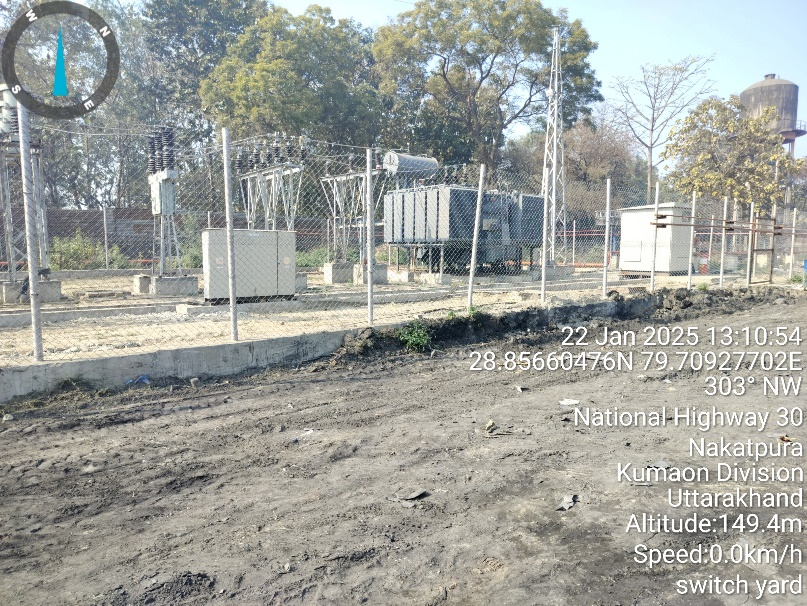 N
W
E
S
22 Jan 2025 13:10:54
28.85660476N 79.70927702E
303° NW
National Highway 30
Nakatpura
Kumaon Division
Uttarakhand
Altitude:149.4m
Speed:0.0km/h
switch yard